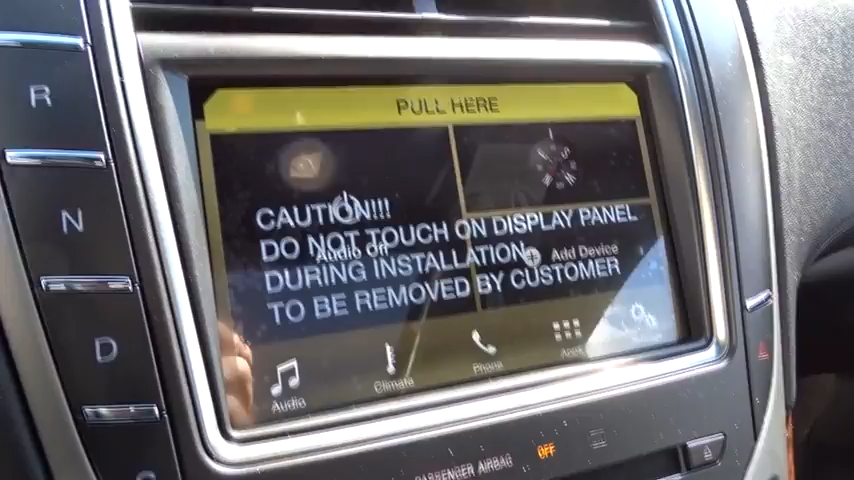 PULL HERE
R
N
D
S
CAUTION!!!
DO NOT TOUCH ON DISPLAY PANEL
DURING INSTALLATION.
TO BE REMOVED BY CUSTOMER
Audio Off
Add Device
Audio
Climate
Phone
Apps
PASSENGER AIRBAG
OFF